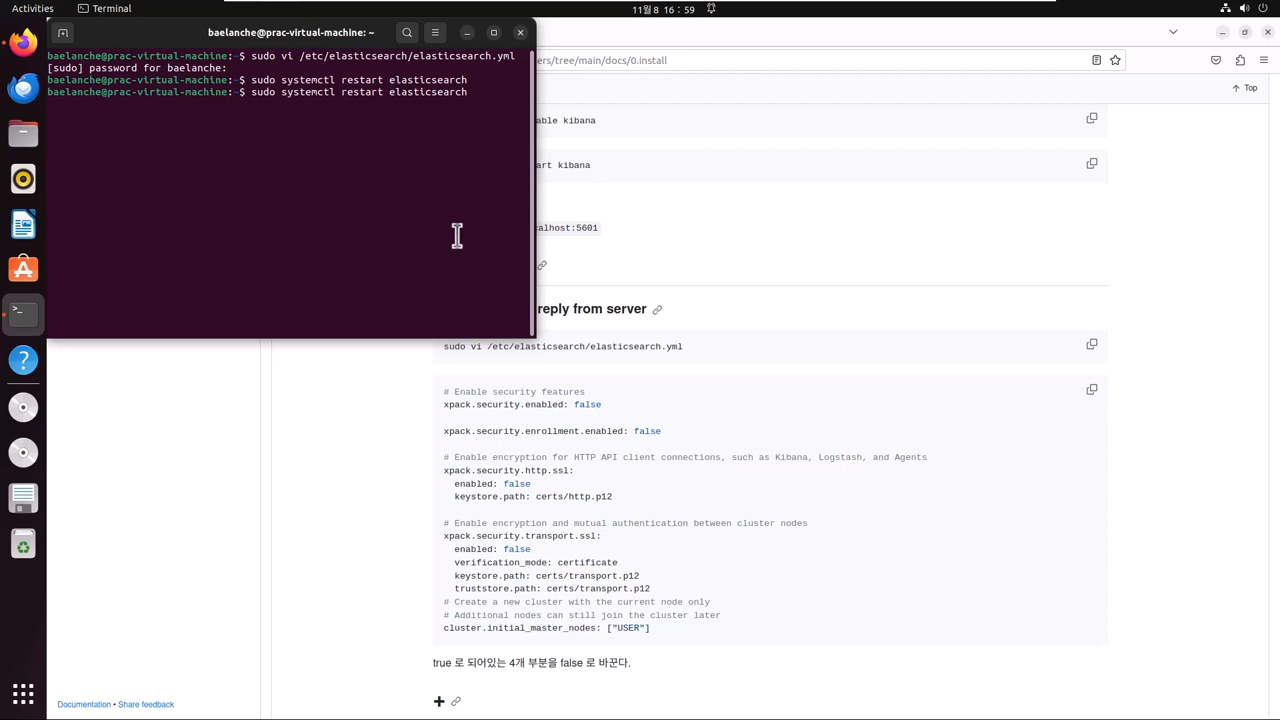 Activities
Terminal
11월 8 16 : 59
baelanche@prac-virtual-machine: ~
baelanche@prac-virtual-machine:~$ sudo vi /etc/elasticsearch/elasticsearch.yml
[sudo] password for baelanche:
baelanche@prac-virtual-machine:~$ sudo systemctl restart elasticsearch
baelanche@prac-virtual-machine:~$ sudo systemctl restart elasticsearch
ers/tree/main/docs/0.install
Top
able kibana
art kibana
calhost:5601
reply from server
sudo vi /etc/elasticsearch/elasticsearch.yml
# Enable security features
xpack.security.enabled: false
xpack.security.enrollment.enabled: false
# Enable encryption for HTTP API client connections, such as Kibana, Logstash, and Agents
xpack.security.http.ssl:
enabled: false
keystore.path: certs/http.p12
# Enable encryption and mutual authentication between cluster nodes
xpack.security.transport.ssl:
enabled: false
verification_mode: certificate
keystore.path: certs/transport.p12
truststore.path: certs/transport.p12
# Create a new cluster with the current node only
# Additional nodes can still join the cluster later
cluster.initial_master_nodes: ["USER"]
true 로 되어있는 4개 부분을 false 로 바꾼다.
Documentation • Share feedback